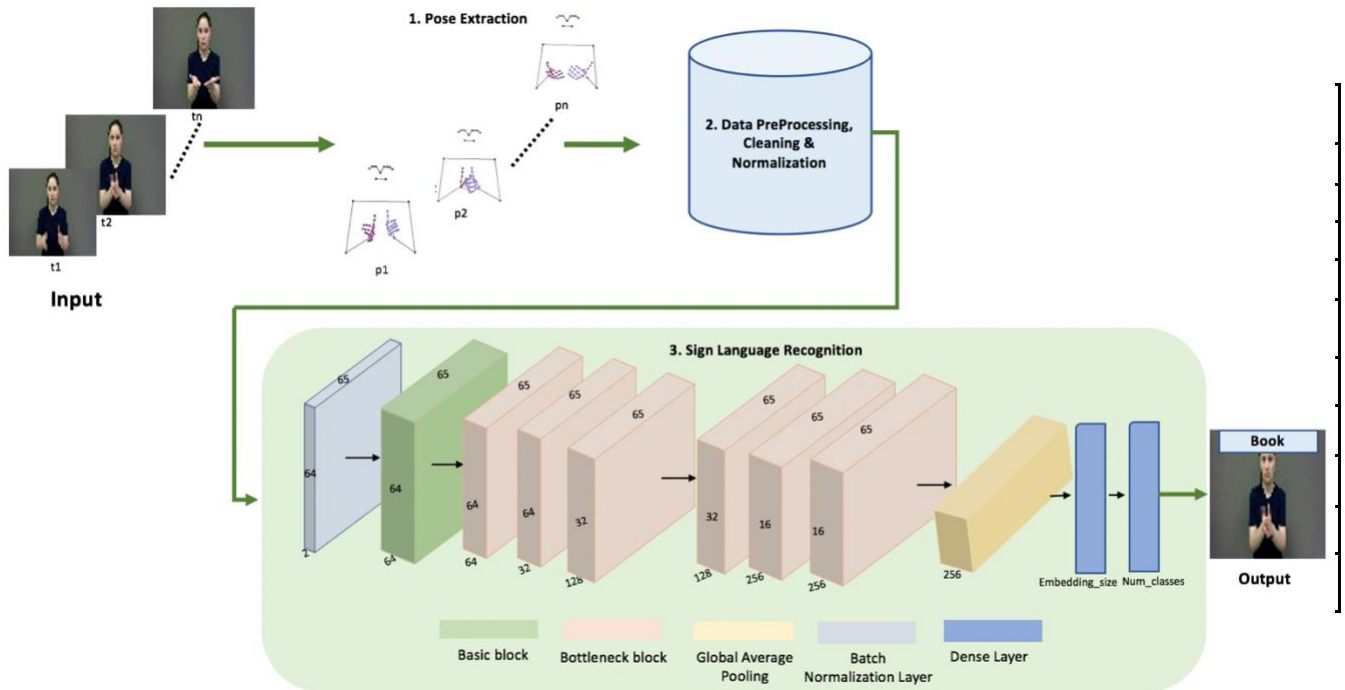 1. Pose Extraction
tn
t2
t1
Input
pn
p2
p1
2. Data PreProcessing,
Cleaning &
Normalization
3. Sign Language Recognition
65
64
2
65
64
64
65
64
64
65
64
32
65
32
128
65
32
128
65
16
256
65
16
256
256
Embedding_size
Num_classes
Book
Output
Basic block
Bottleneck block
Global Average
Pooling
Batch
Normalization Layer
Dense Layer